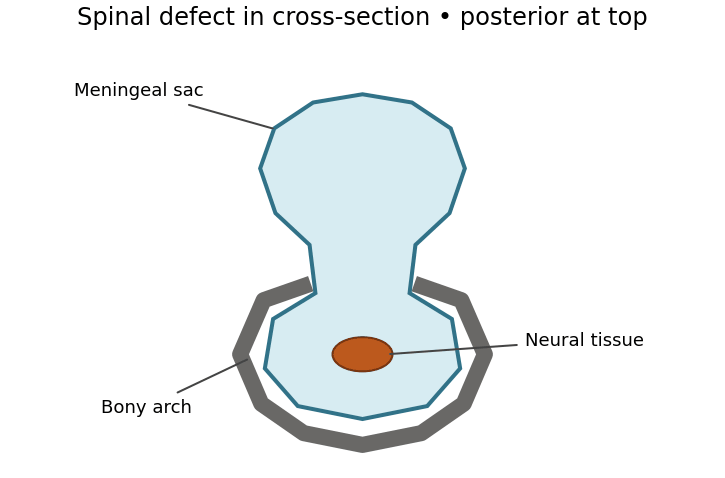 Spinal defect in cross-section • posterior at top
Meningeal sac
Neural tissue
Bony arch